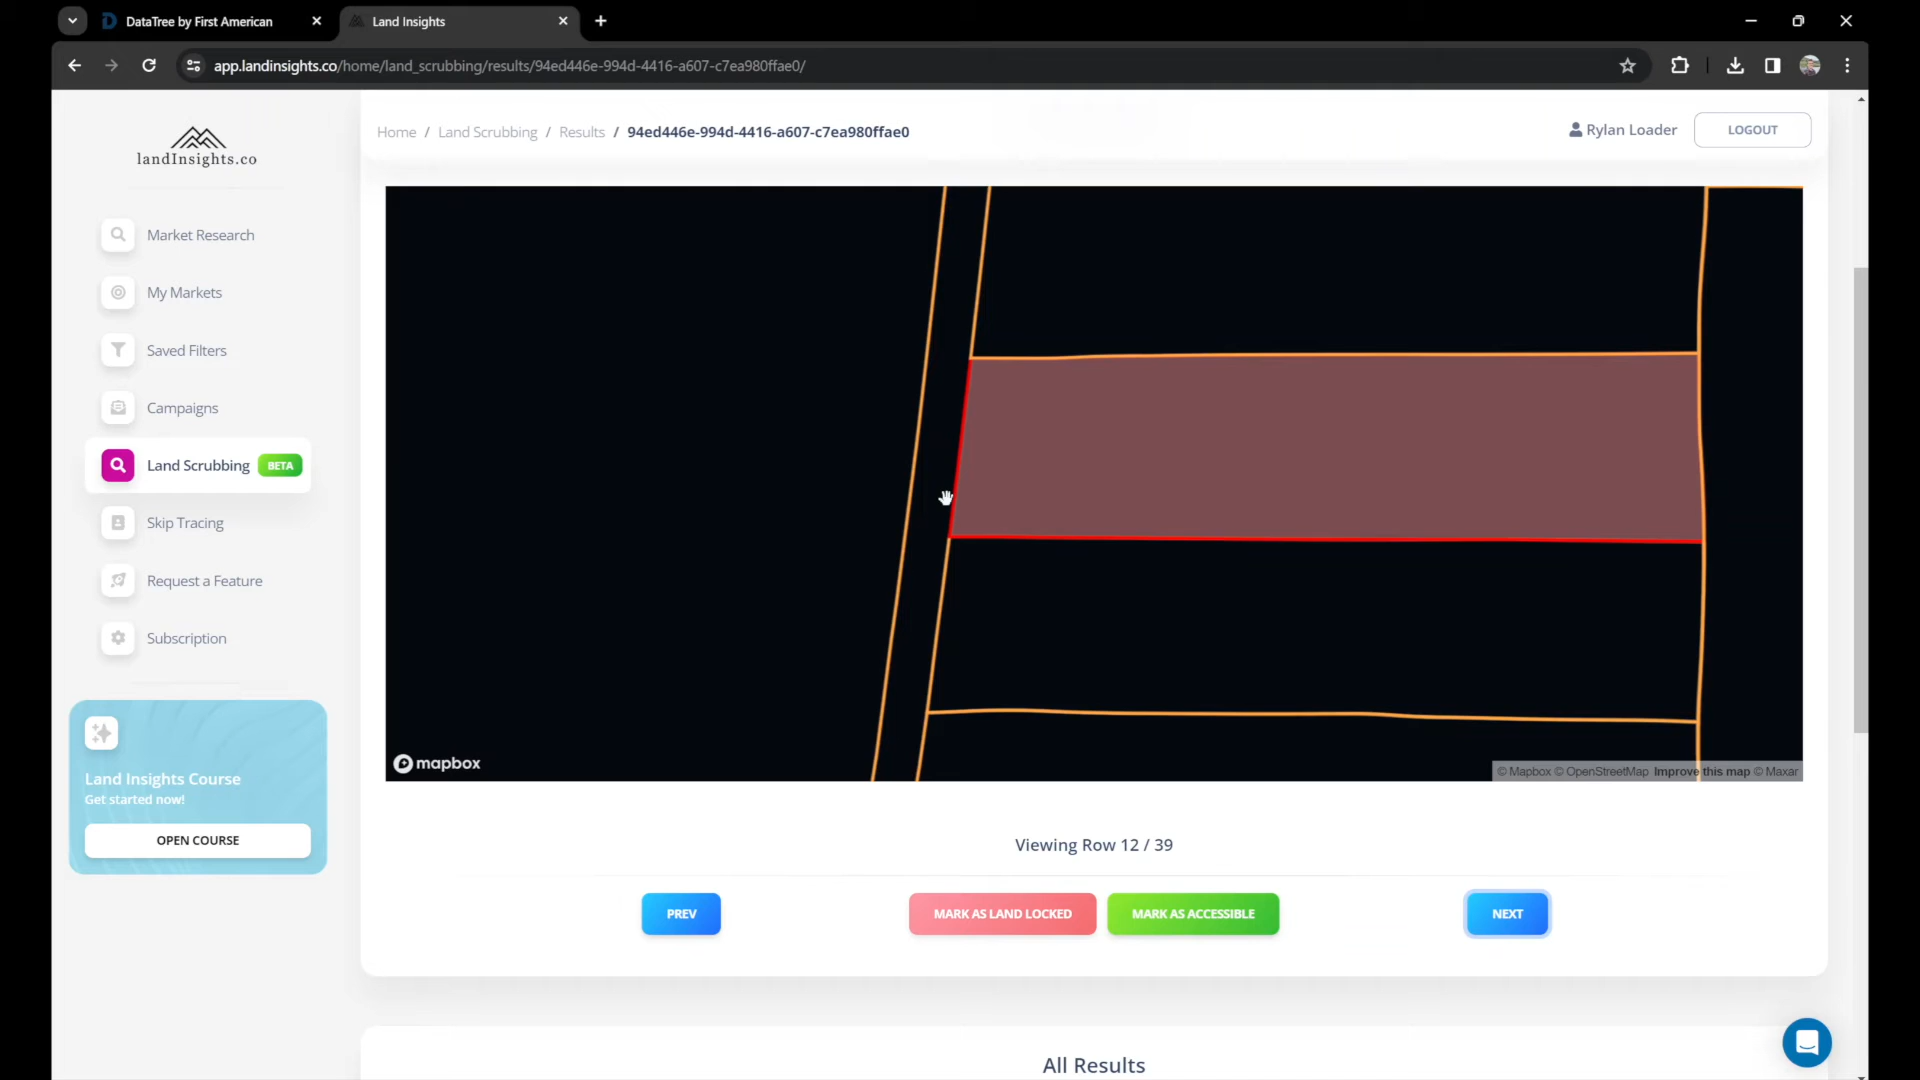 DataTree by First American
Land Insights
app.landinsights.co/home/land_scrubbing/results/94ed446e-994d-4416-a607-c7ea980ffae0/
landInsights.co
Home / Land Scrubbing / Results / 94ed446e-994d-4416-a607-c7ea980ffae0
Rylan Loader
LOGOUT
Market Research
My Markets
Saved Filters
Campaigns
Land Scrubbing BETA
Skip Tracing
Request a Feature
Subscription
Land Insights Course
Get started now!
OPEN COURSE
mapbox
© Mapbox © OpenStreetMap Improve this map © Maxar
Viewing Row 12 / 39
PREV
MARK AS LAND LOCKED
MARK AS ACCESSIBLE
NEXT
All Results